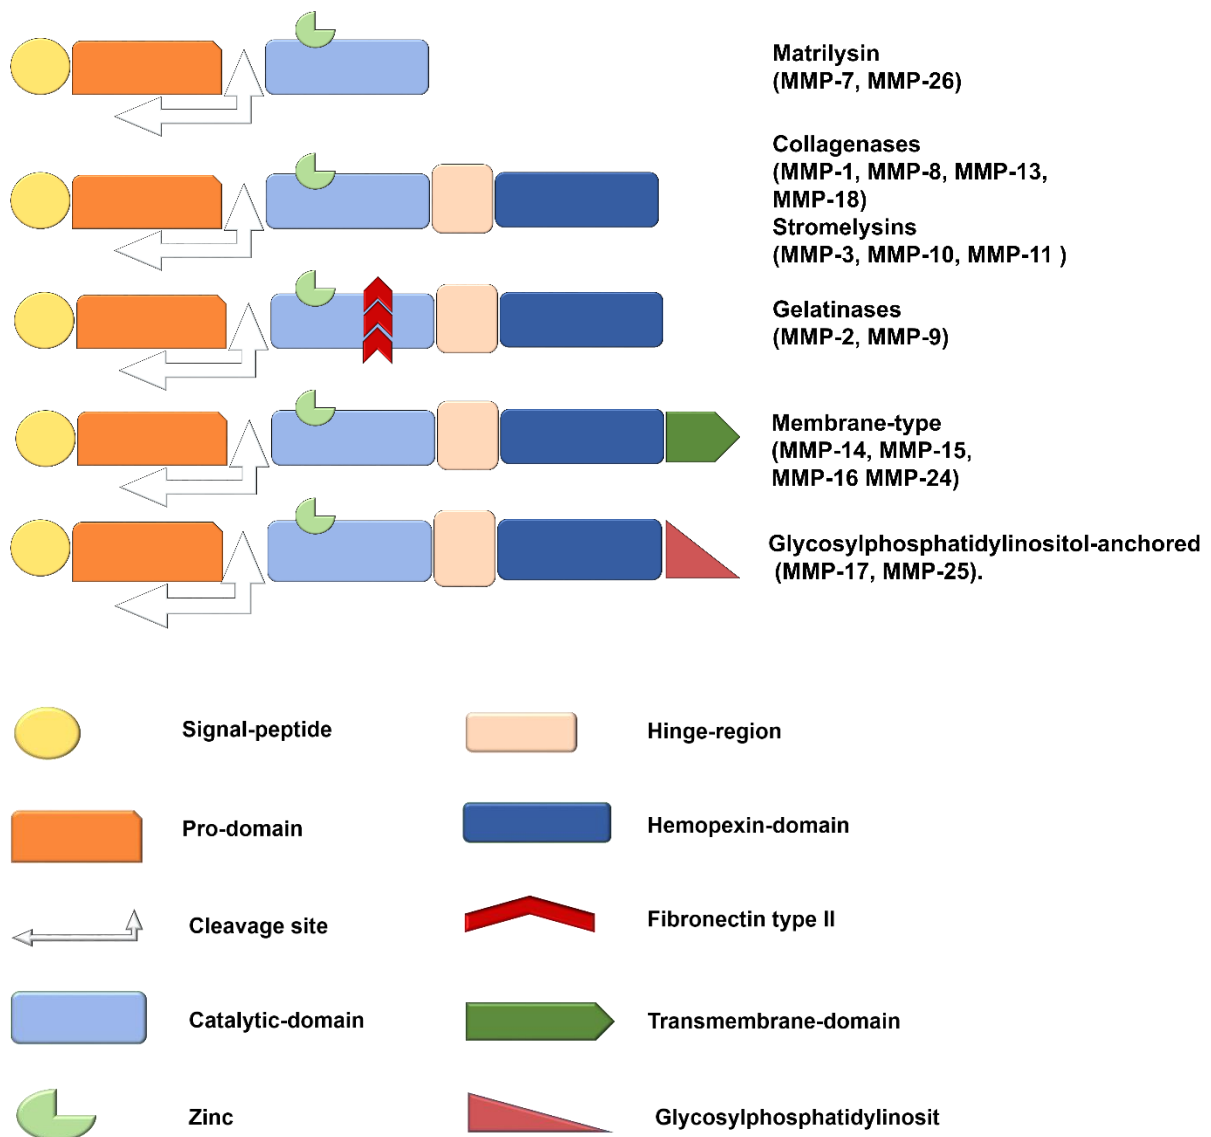 Matrilysin
(MMP-7, MMP-26)
Collagenases
(MMP-1, MMP-8, MMP-13,
MMP-18)
Stromelysins
(MMP-3, MMP-10, MMP-11 )
Gelatinases
(MMP-2, MMP-9)
Membrane-type
(MMP-14, MMP-15,
MMP-16 MMP-24)
Glycosylphosphatidylinositol-anchored
(MMP-17, MMP-25).
Signal-peptide
Hinge-region
Pro-domain
Hemopexin-domain
Cleavage site
Fibronectin type II
Catalytic-domain
Transmembrane-domain
Zinc
Glycosylphosphatidylinosit